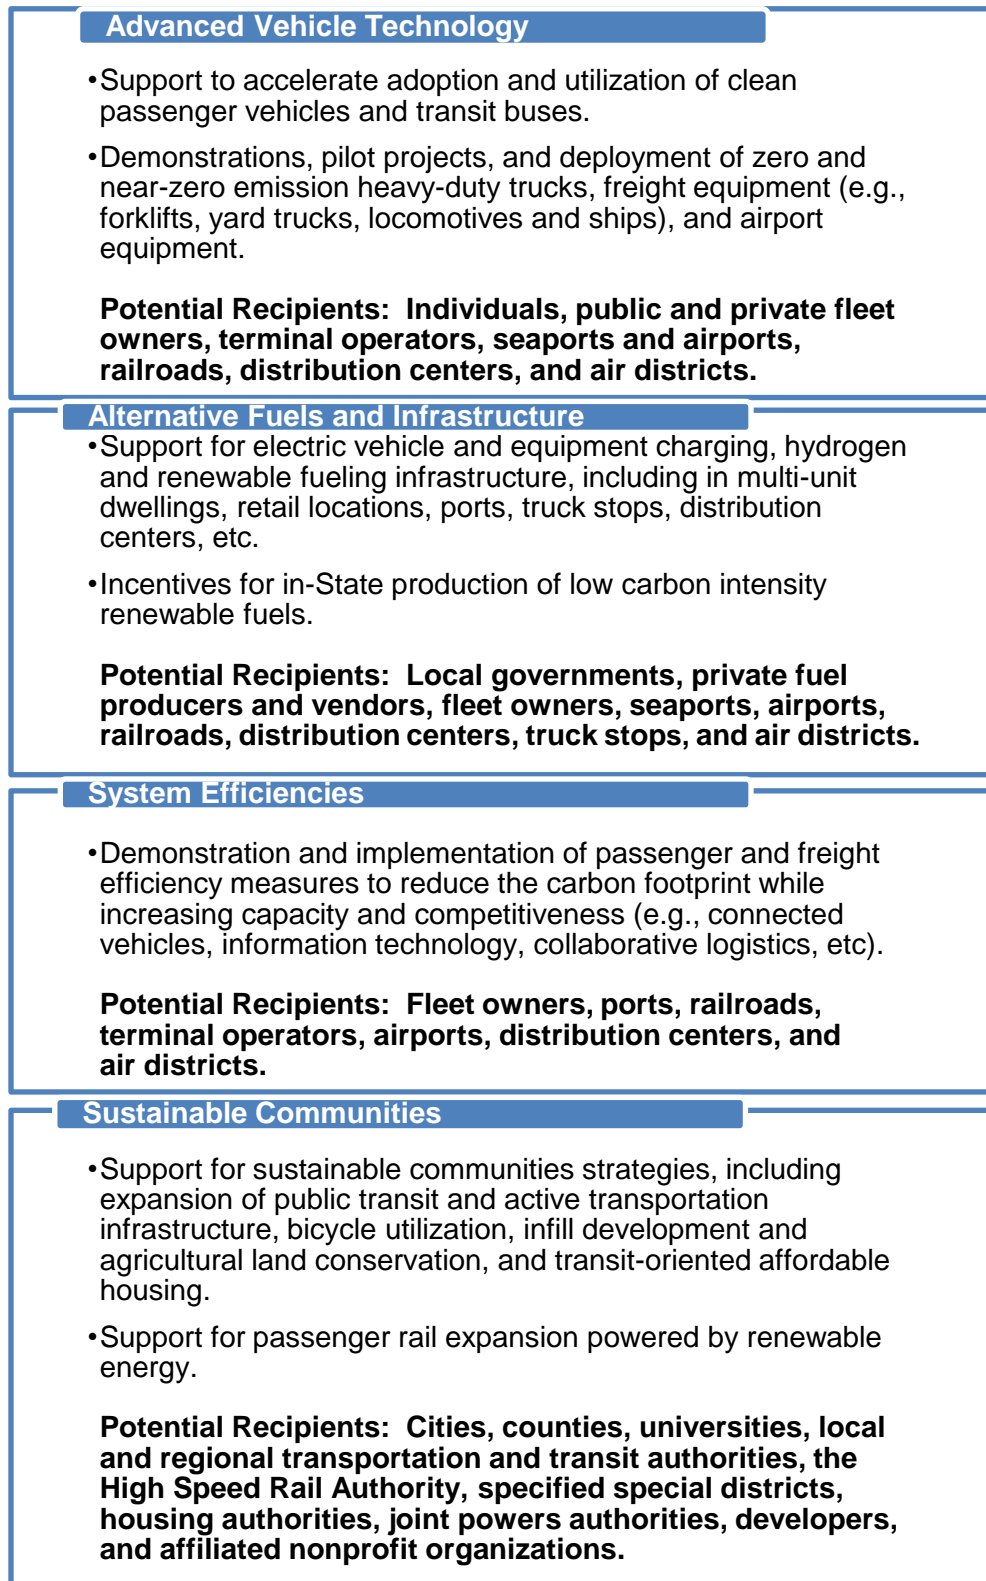 Advanced Vehicle Technology
•Support to accelerate adoption and utilization of clean
passenger vehicles and transit buses.
•Demonstrations, pilot projects, and deployment of zero and
near-zero emission heavy-duty trucks, freight equipment (e.g.,
forklifts, yard trucks, locomotives and ships), and airport
equipment.
Potential Recipients:  Individuals, public and private fleet
owners, terminal operators, seaports and airports,
railroads, distribution centers, and air districts.
Alternative Fuels and Infrastructure
•Support for electric vehicle and equipment charging, hydrogen
and renewable fueling infrastructure, including in multi-unit
dwellings, retail locations, ports, truck stops, distribution
centers, etc.
•Incentives for in-State production of low carbon intensity
renewable fuels.
Potential Recipients:  Local governments, private fuel
producers and vendors, fleet owners, seaports, airports,
railroads, distribution centers, truck stops, and air districts.
System Efficiencies
•Demonstration and implementation of passenger and freight
efficiency measures to reduce the carbon footprint while
increasing capacity and competitiveness (e.g., connected
vehicles, information technology, collaborative logistics, etc).
Potential Recipients:  Fleet owners, ports, railroads,
terminal operators, airports, distribution centers, and
air districts.
Sustainable Communities
•Support for sustainable communities strategies, including
expansion of public transit and active transportation
infrastructure, bicycle utilization, infill development and
agricultural land conservation, and transit-oriented affordable
housing.
•Support for passenger rail expansion powered by renewable
energy.
Potential Recipients:  Cities, counties, universities, local
and regional transportation and transit authorities, the
High Speed Rail Authority, specified special districts,
housing authorities, joint powers authorities, developers,
and affiliated nonprofit organizations.